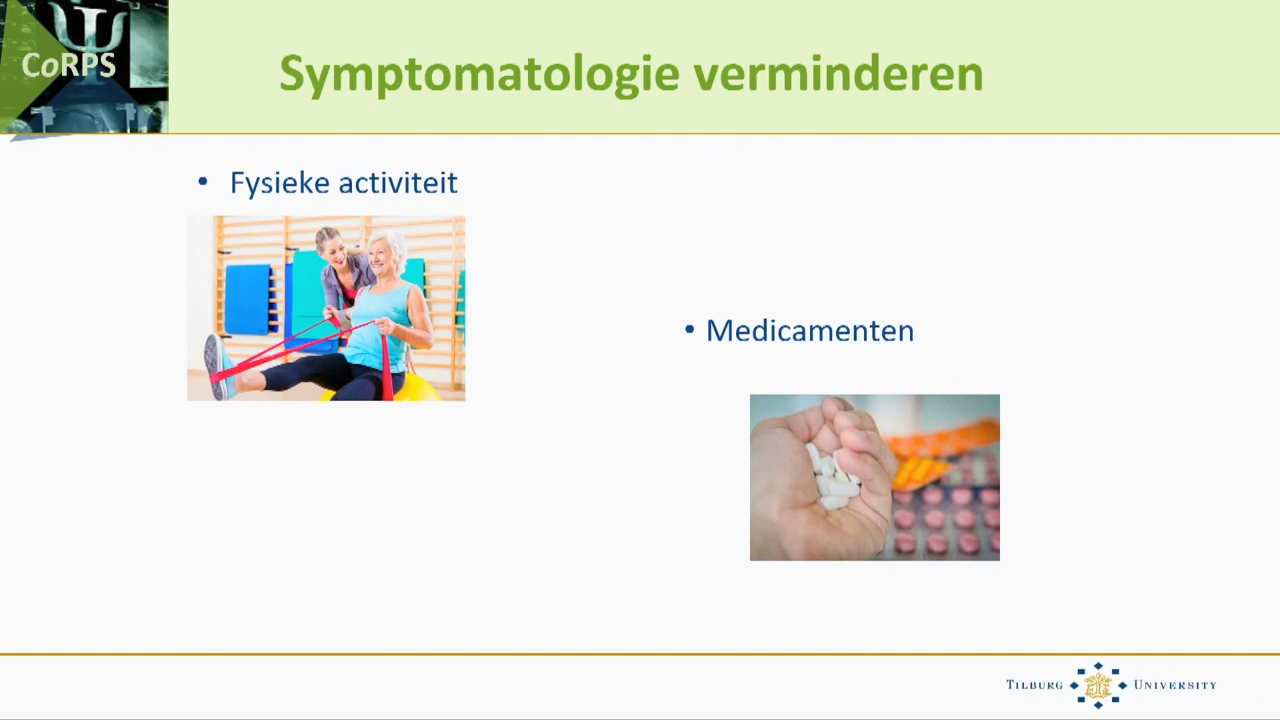 CoRPS
Symptomatologie verminderen
• Fysieke activiteit
• Medicamenten
TILBURG UNIVERSITY